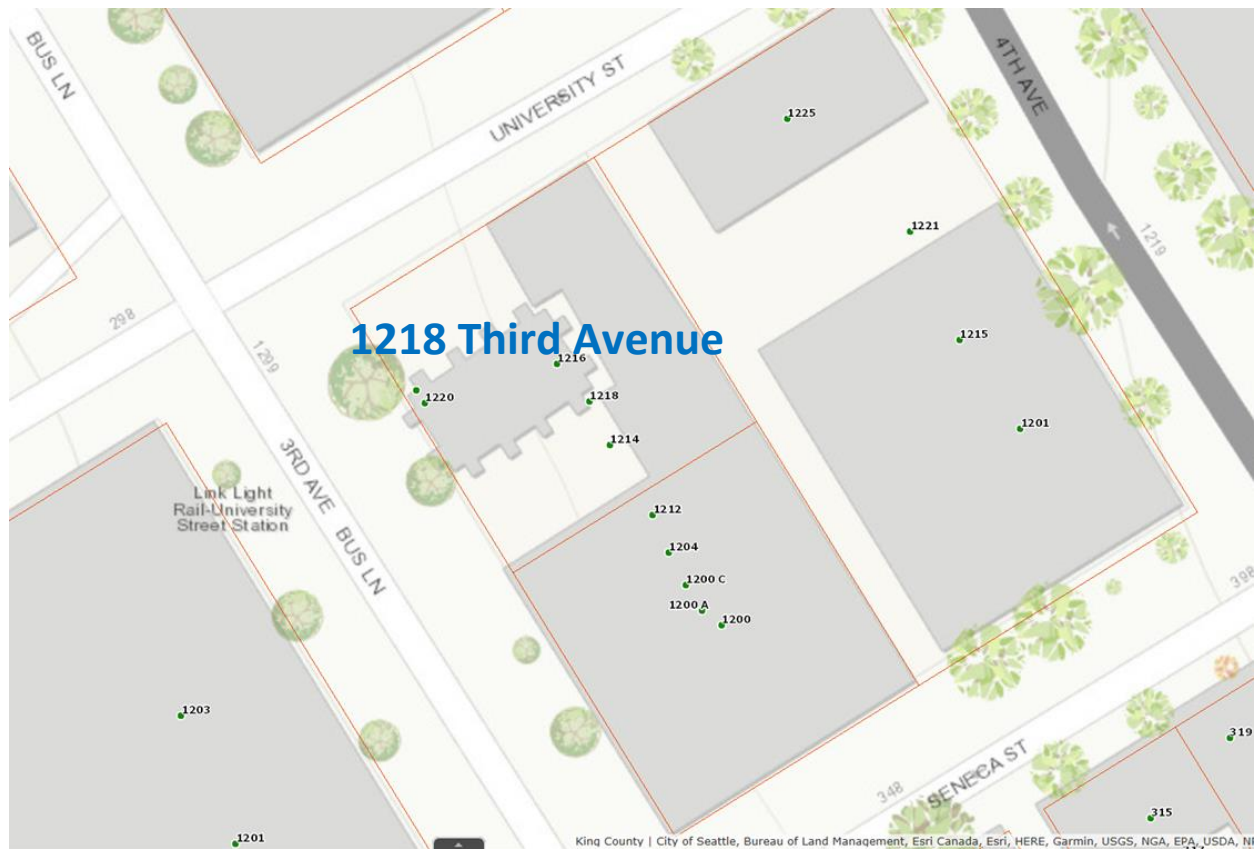 BUS LN
UNIVERSITY ST
4TH AVE
1225
1221
1219
298
1299
1218 Third Avenue
1215
1216
1220
1218
1201
1214
3RD AVE BUS LN
Link Light
Rail-University
Street Station
1212
1204
1200 C
1200 A
1200
398
1203
319
348
SENECA ST
315
1201
King County | City of Seattle, Bureau of Land Management, Esri Canada, Esri, HERE, Garmin, USGS, NGA, EPA, USDA,